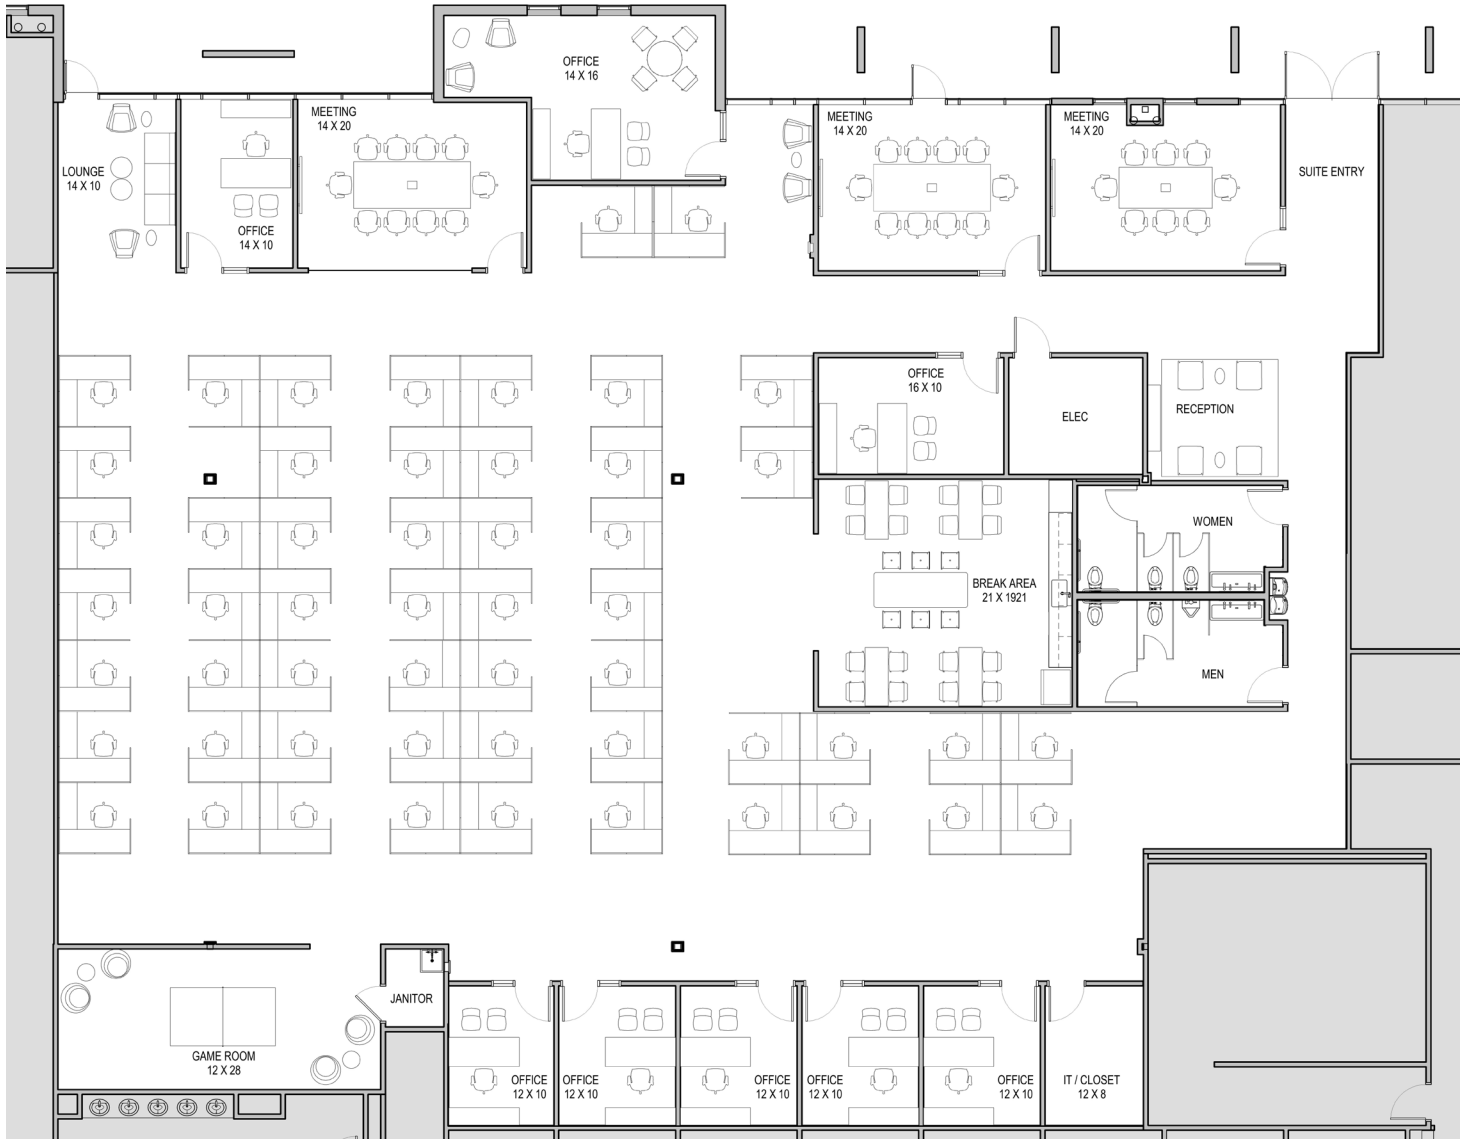 OFFICE
14 X 16
MEETING
14 X 20
MEETING
14 X 20
MEETING
14 X 20
LOUNGE
14 X 10
SUITE ENTRY
OFFICE
14 X 10
OFFICE
16 X 10
RECEPTION
ELEC
WOMEN
BREAK AREA
21 X 1921
MEN
JANITOR
GAME ROOM
12 X 28
OFFICE
12 X 10
OFFICE
12 X 10
OFFICE
12 X 10
OFFICE
12 X 10
OFFICE
12 X 10
IT / CLOSET
12 X 8